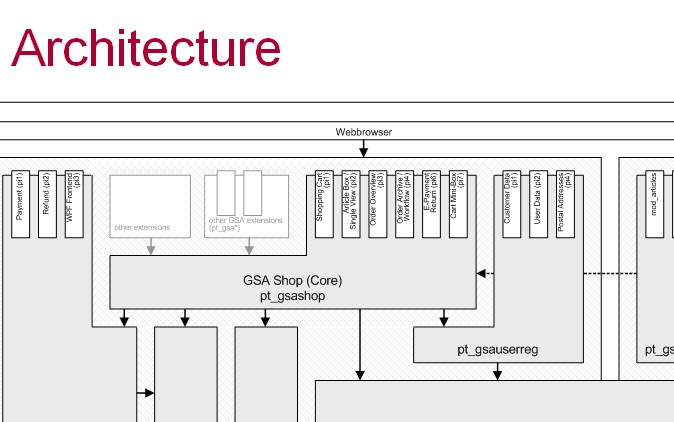 Architecture
Webbrowser
Payment (pi1)
Refund (pi2)
WPF Frontend
(pi3)
other extensions
other GSA extensions
(pt_gsa*)
Shopping Cart
(pi1)
Article Box /
Single View (pi2)
Order Overview
(pi3)
Order Archive /
Workflow (pi4)
E-Payment
Return (pi6)
Cart Mini-Box
(pi7)
Customer Data
(pi1)
User Data (pi2)
Postal Addresses
(pi4)
mod_articles
GSA Shop (Core)
pt_gsashop
pt_gsauserreg
pt_gs